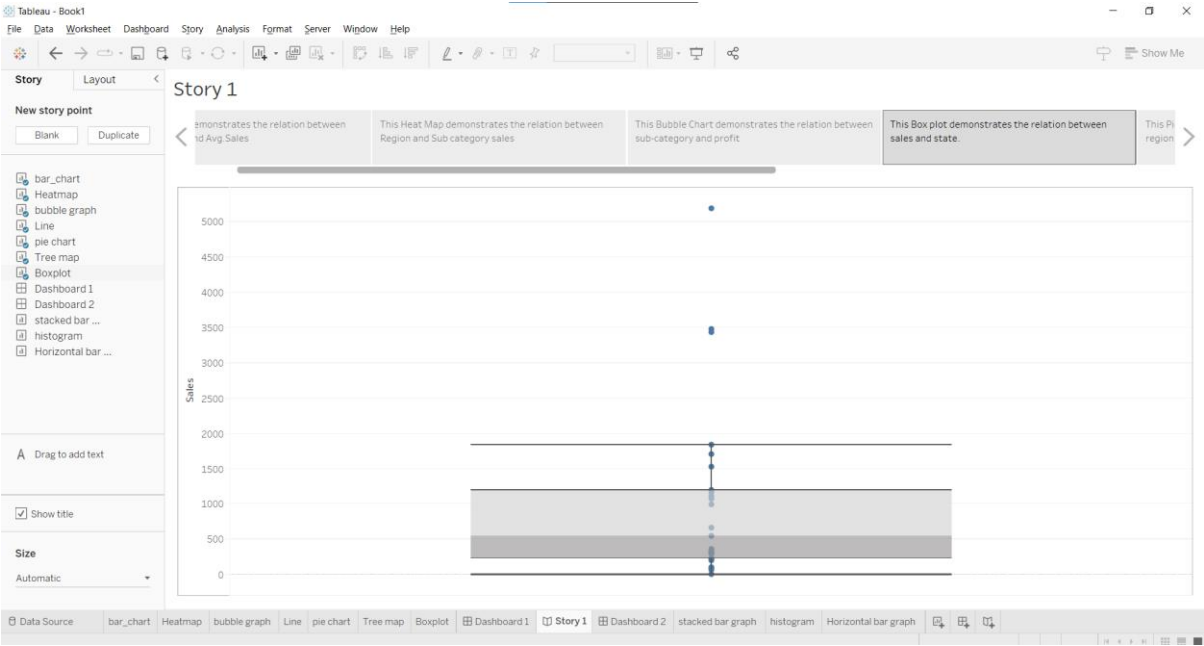 Tableau - Book1
File Data Worksheet Dashboard Story Analysis Format Server Window Help
Show Me
Story Layout
New story point
Blank Duplicate
bar_chart
Heatmap
bubble graph
Line
pie chart
Tree map
Boxplot
Dashboard 1
Dashboard 2
stacked bar ...
histogram
Horizontal bar ...
A Drag to add text
Show title
Size
Automatic
Story 1
emonstrates the relation between
nd Avg.Sales
This Heat Map demonstrates the relation between
Region and Sub category sales
This Bubble Chart demonstrates the relation between
sub-category and profit
This Box plot demonstrates the relation between
sales and state.
This Pi
region
Sales
5000
4500
4000
3500
3000
2500
2000
1500
1000
500
0
Data Source bar_chart Heatmap bubble graph Line pie chart Tree map Boxplot Dashboard 1 Story 1 Dashboard 2 stacked bar graph histogram Horizontal bar graph